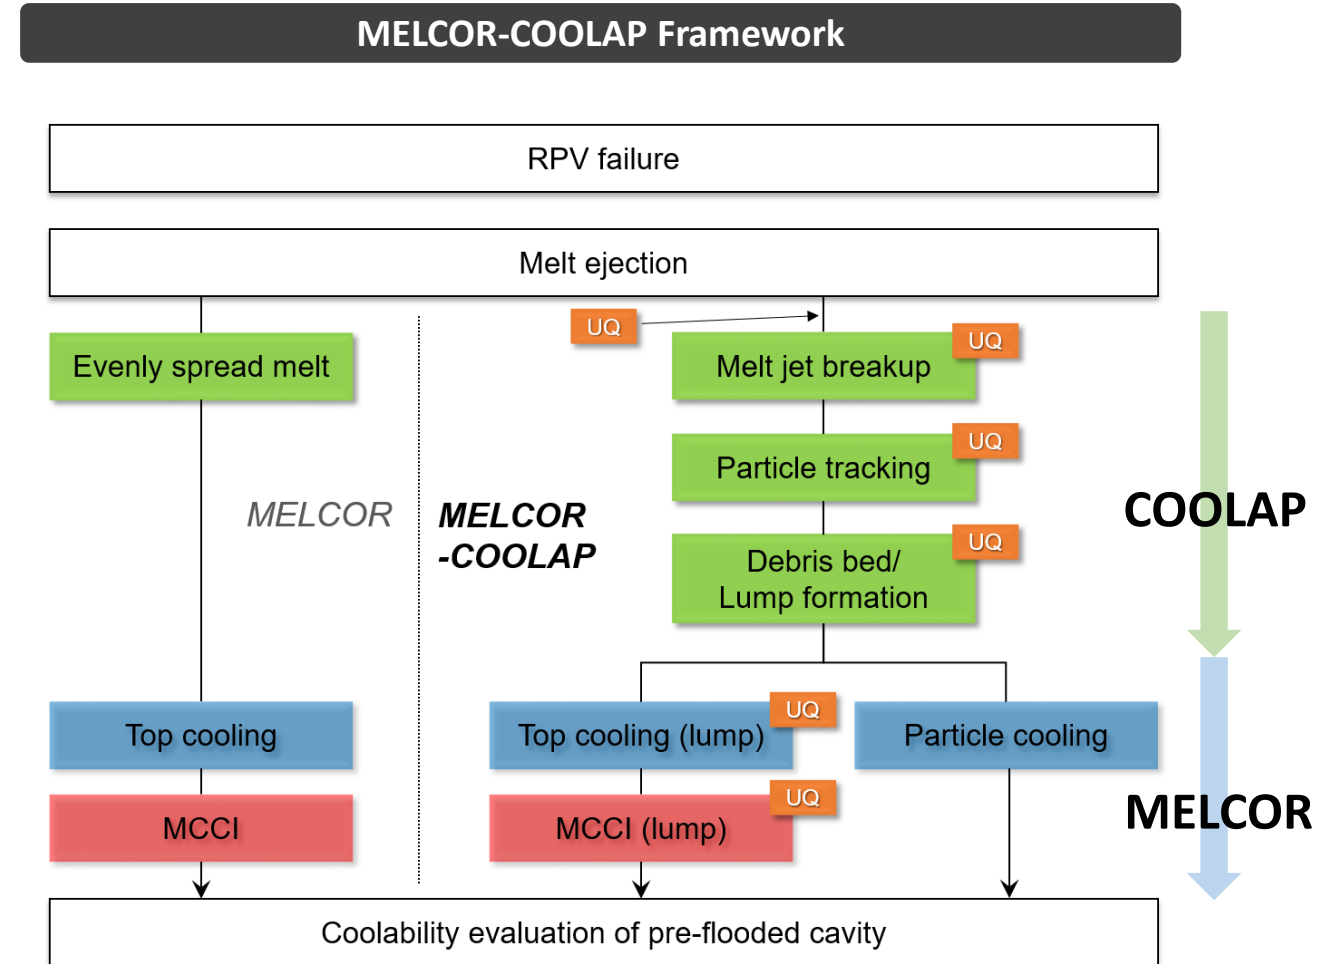 MELCOR-COOLAP Framework
RPV failure
Melt ejection
UQ
UQ
Evenly spread melt
Melt jet breakup
UQ
Particle tracking
MELCOR
MELCOR
-COOLAP
COOLAP
UQ
Debris bed/
Lump formation
UQ
Top cooling
Top cooling (lump)
Particle cooling
UQ
MCCI
MCCI (lump)
MELCOR
Coolability evaluation of pre-flooded cavity